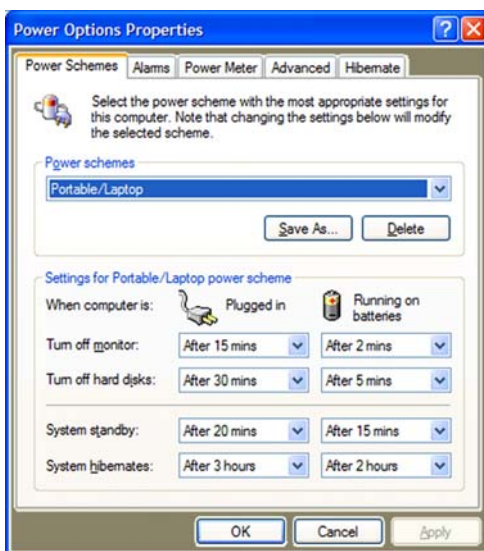 Power Options Properties
Power Schemes Alarms Power Meter Advanced Hibernate
Select the power scheme with the most appropriate settings for
this computer. Note that changing the settings below will modify
the selected scheme.
Power schemes
Portable/Laptop
Save As... Delete
Settings for Portable/Laptop power scheme
When computer is: Plugged in Running on
batteries
Turn off monitor: After 15 mins After 2 mins
Turn off hard disks: After 30 mins After 5 mins
System standby: After 20 mins After 15 mins
System hibernates: After 3 hours After 2 hours
OK Cancel Apply